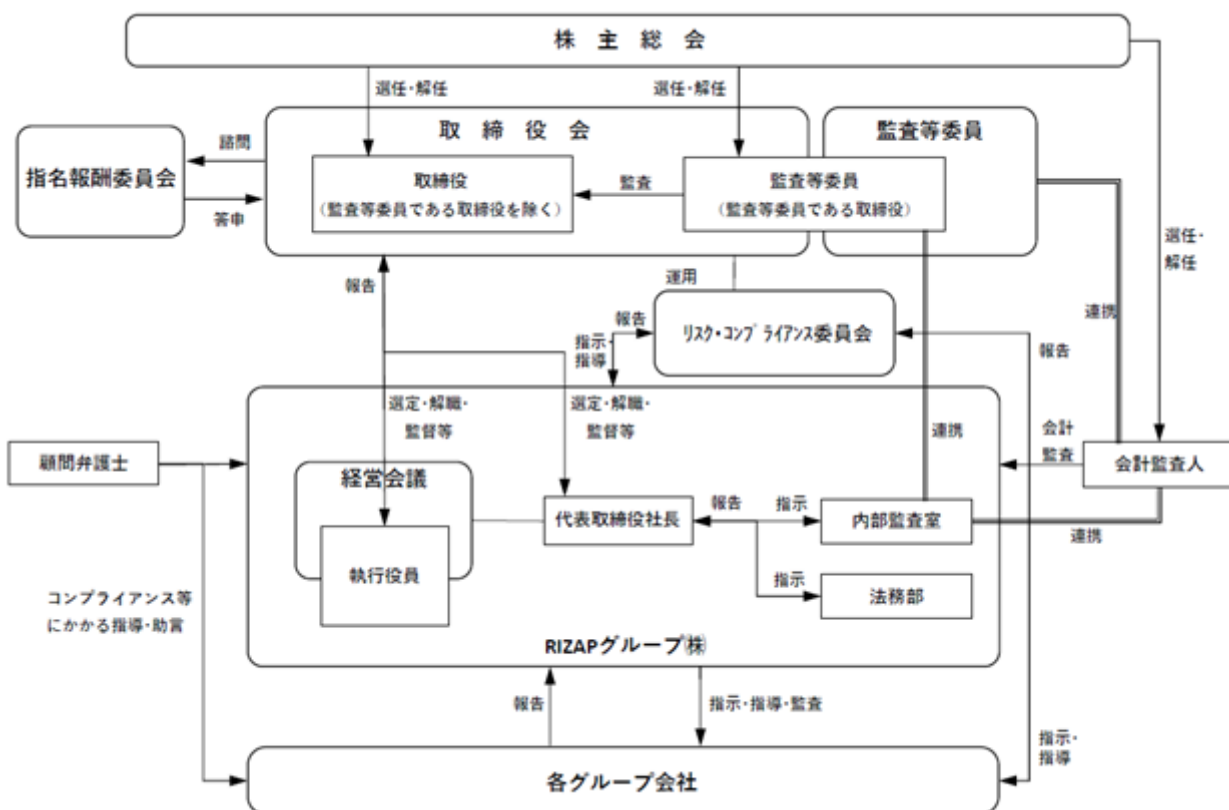 株 主 総 会
選任・解任
選任・解任
取 締 役 会
監査等委員
諮問
指名報酬委員会
答申
取締役
(監査等委員である取締役を除く)
監査
監査等委員
(監査等委員である取締役)
選任・
解任
報告
運用
連携
報告
指示・
指導
リスク・コンプライアンス委員会
報告
選定・解職・
監督等
選定・解職・
監督等
連携
会計
監査
顧問弁護士
会計監査人
経営会議
代表取締役社長
報告
指示
内部監査室
連携
執行役員
指示
法務部
コンプライアンス等
にかかる指導・助言
RIZAPグループ㈱
報告
指示・指導・監査
指示・
指導
各グループ会社